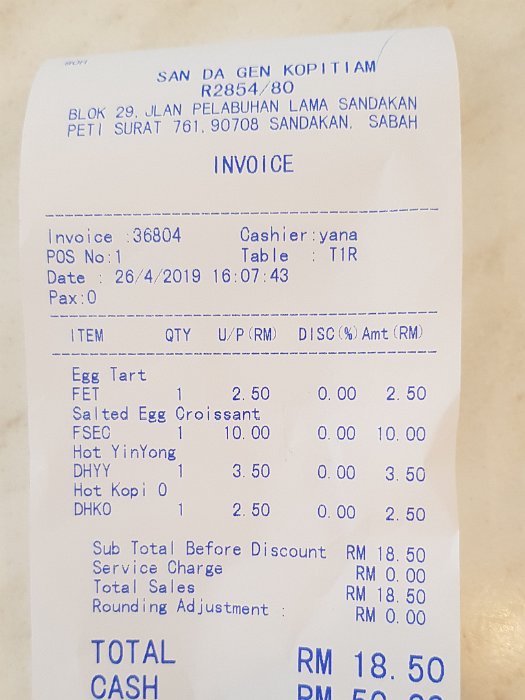 SAN DA GEN KOPITIAM
R2854/80
BLOK 29, JLAN PELABUHAN LAMA SANDAKAN
PETI SURAT 761, 90708 SANDAKAN, SABAH
INVOICE
Invoice :36804 Cashier:yana
POS No:1 Table : T1R
Date : 26/4/2019 16:07:43
Pax:0
ITEM QTY U/P(RM) DISC(%) Amt(RM)
Egg Tart
FET 1 2.50 0.00 2.50
Salted Egg Croissant
FSEC 1 10.00 0.00 10.00
Hot YinYong
DHYY 1 3.50 0.00 3.50
Hot Kopi O
DHKO 1 2.50 0.00 2.50
Sub Total Before Discount RM 18.50
Service Charge RM 0.00
Total Sales RM 18.50
Rounding Adjustment : RM 0.00
TOTAL RM 18.50
CASH RM